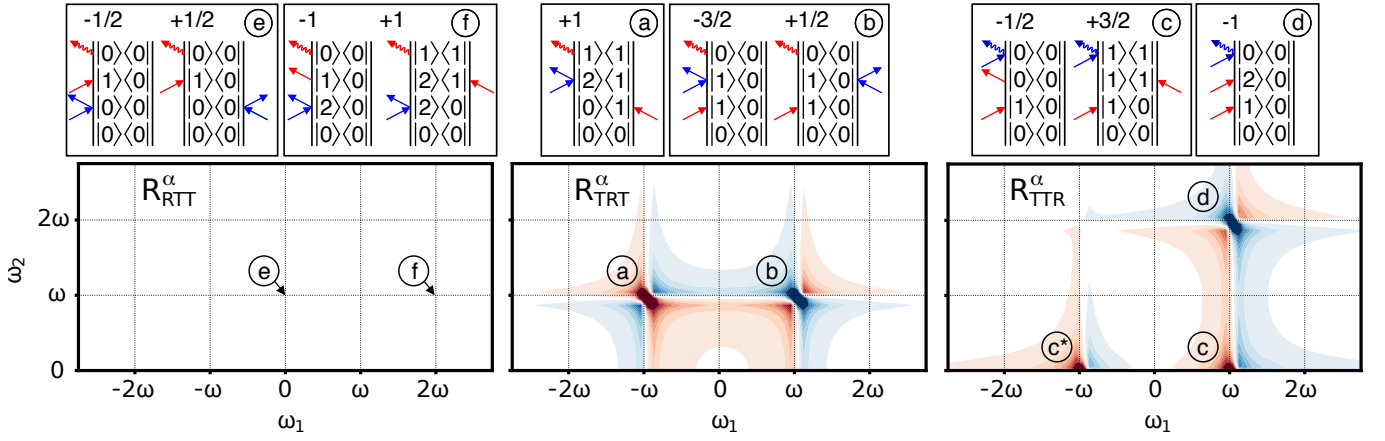 -1/2 +1/2 e
|0⟩⟨0| |0⟩⟨0|
|1⟩⟨0| |1⟩⟨0|
|0⟩⟨0| |0⟩⟨0|
|0⟩⟨0| |0⟩⟨0|
-1 +1 f
|0⟩⟨0| |1⟩⟨1|
|1⟩⟨0| |2⟩⟨1|
|2⟩⟨0| |2⟩⟨0|
|0⟩⟨0| |0⟩⟨0|
+1 a
|1⟩⟨1|
|2⟩⟨1|
|0⟩⟨1|
|0⟩⟨0|
-3/2 +1/2 b
|0⟩⟨0| |0⟩⟨0|
|1⟩⟨0| |1⟩⟨0|
|1⟩⟨0| |1⟩⟨0|
|0⟩⟨0| |0⟩⟨0|
-1/2 +3/2 c
|0⟩⟨0| |1⟩⟨1|
|0⟩⟨0| |1⟩⟨1|
|1⟩⟨0| |1⟩⟨0|
|0⟩⟨0| |0⟩⟨0|
-1 d
|0⟩⟨0|
|2⟩⟨0|
|1⟩⟨0|
|0⟩⟨0|
R^α_RTT
e f
2ω
ω
0
ω₂
-2ω -ω 0 ω 2ω
ω₁
R^α_TRT
a b
-2ω -ω 0 ω 2ω
ω₁
R^α_TTR
d
c* c
-2ω -ω 0 ω 2ω
ω₁